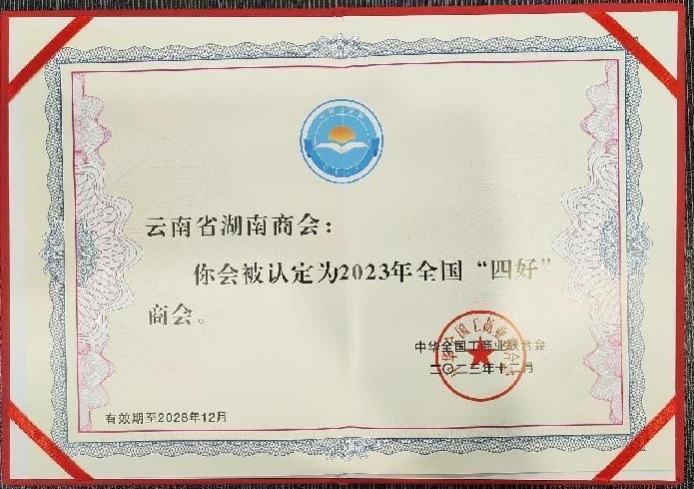 云南省湖南商会：
你会被认定为2023年全国“四好”
商会。
中华全国工商业联合会
二〇二三年十二月
有效期至2028年12月